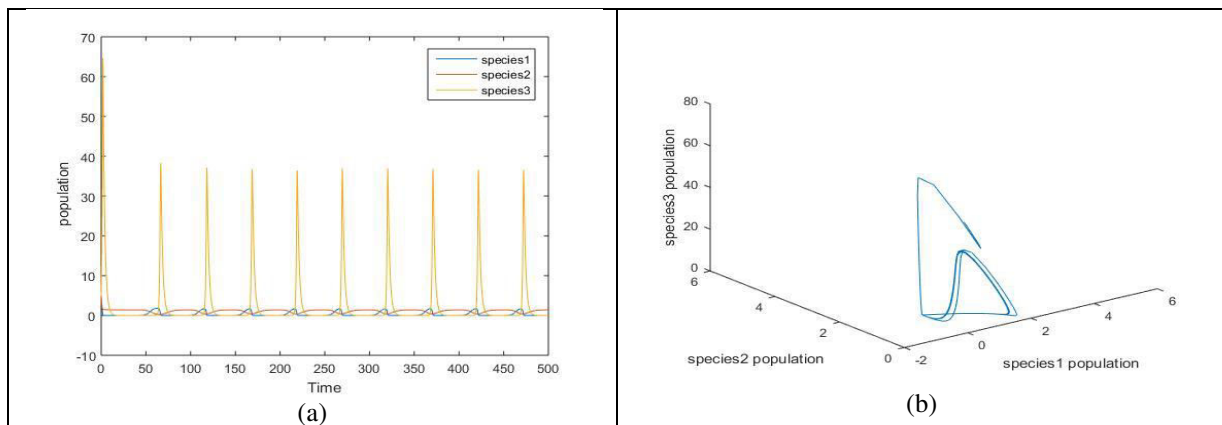 70
60
50
40
30
20
10
0
-10
population
species1
species2
species3
0 50 100 150 200 250 300 350 400 450 500
Time
(a)
80
60
40
20
0
species3 population
6
4
2
0
species2 population
-2
0
2
4
6
species1 population
(b)